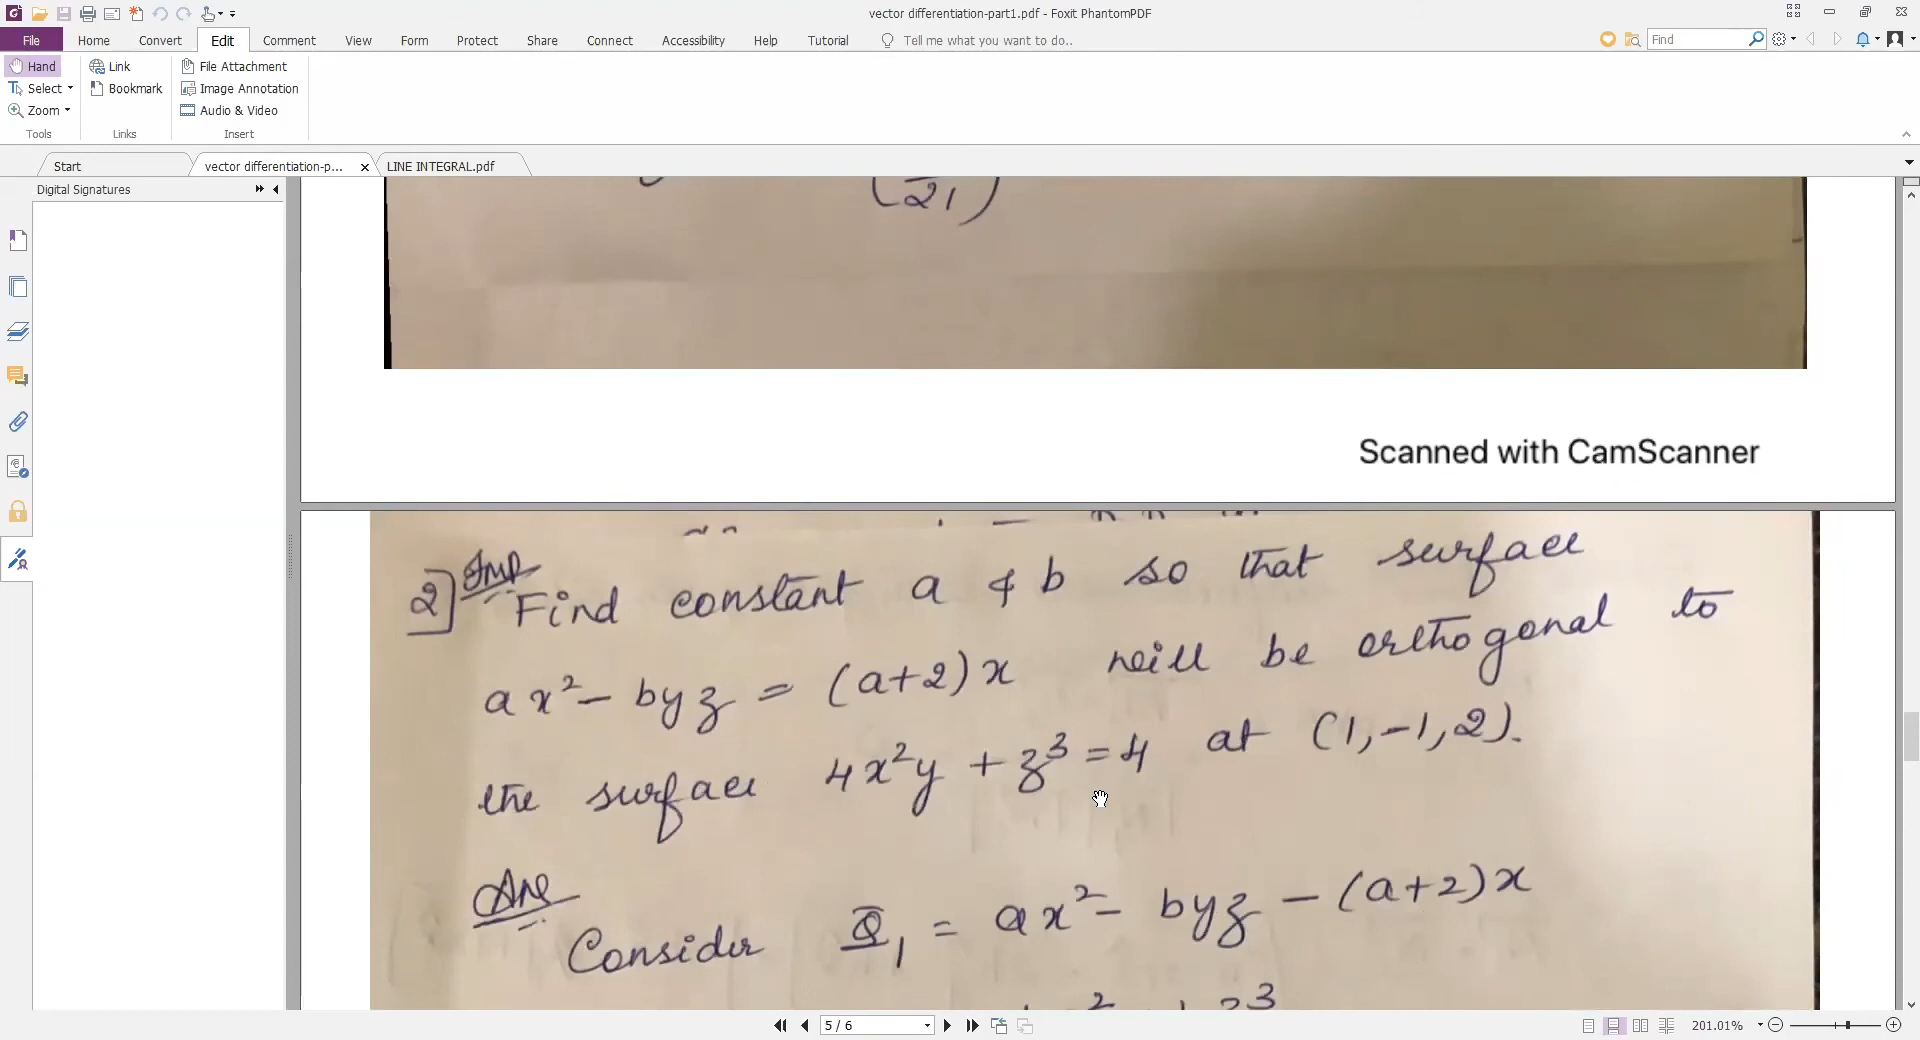 vector differentiation-part1.pdf - Foxit PhantomPDF
File Home Convert Edit Comment View Form Protect Share Connect Accessibility Help Tutorial Tell me what you want to do.. Find
Hand Link File Attachment
Select Bookmark Image Annotation
Zoom Audio & Video
Tools Links Insert
Start vector differentiation-p... LINE INTEGRAL.pdf
Digital Signatures
(21)
Scanned with CamScanner
2] Imp Find constant a & b so that surface
ax² - byz = (a+2)x will be orthogonal to
the surface 4x²y + z³ = 4 at (1,-1,2).
Ans
Consider Φ₁ = ax² - byz - (a+2)x
5 / 6
201.01%